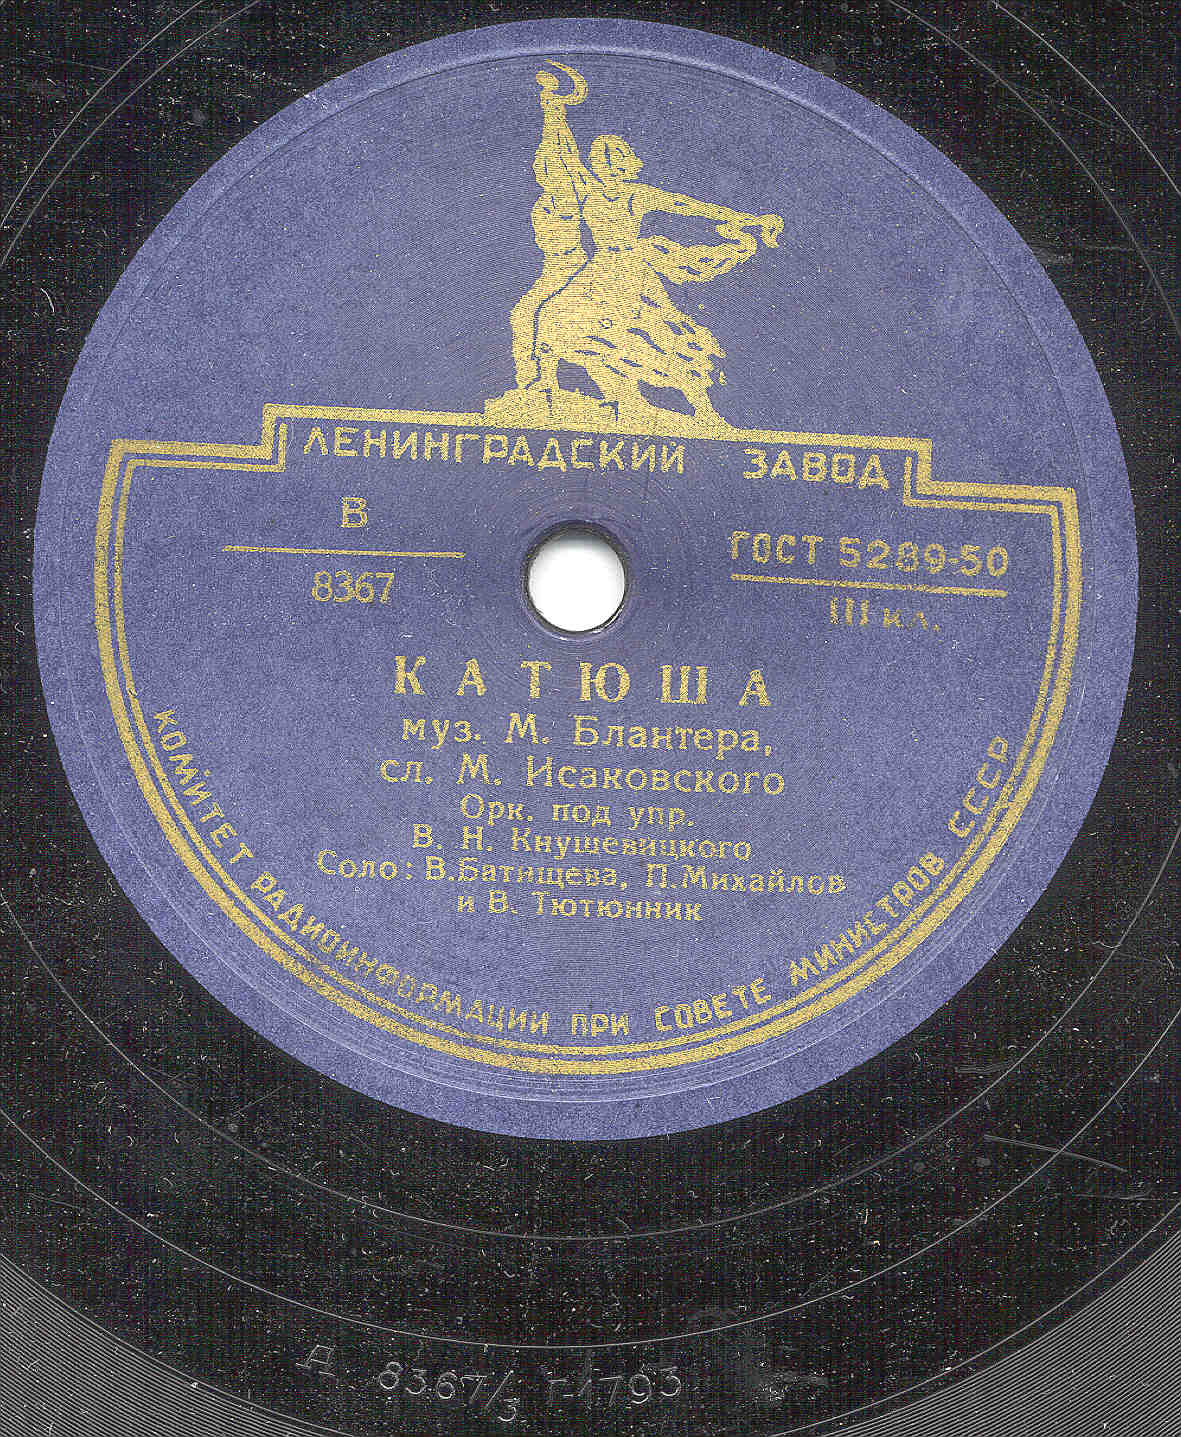 ЛЕНИНГРАДСКИЙ ЗАВОД
В
8367
ГОСТ 5289-50
III кл.
КАТЮША
муз. М. Блантера,
сл. М. Исаковского
Орк. под упр.
В. Н. Кнушевицкого
Соло: В.Батищева, П.Михайлов
и В. Тютюнник
КОМИТЕТ РАДИОИНФОРМАЦИИ ПРИ СОВЕТЕ МИНИСТРОВ СССР
Д 8367/3 Г-1793